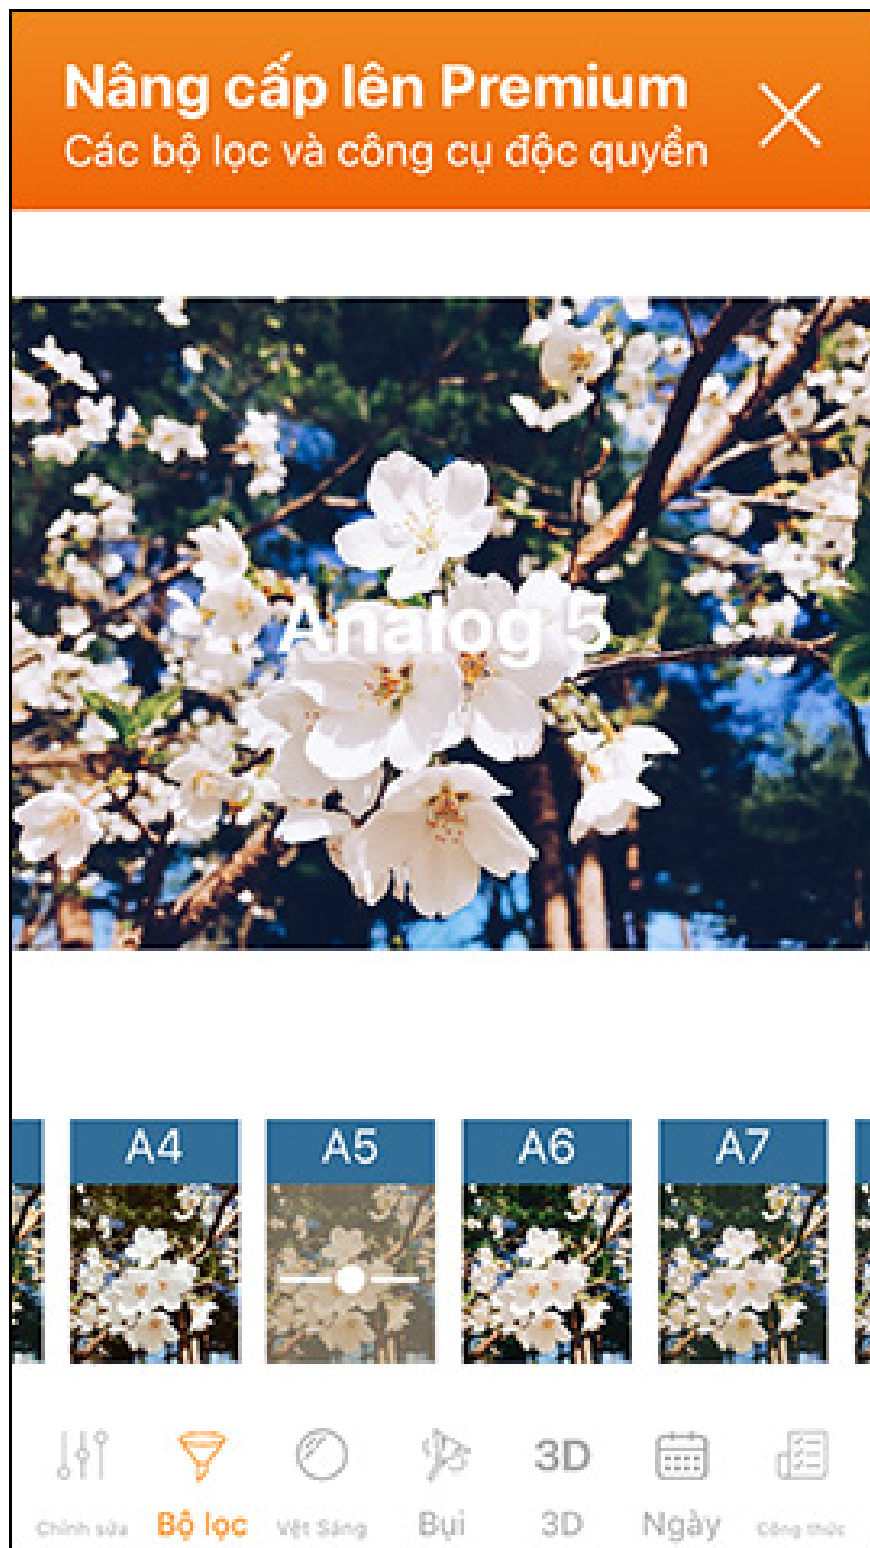 Nâng cấp lên Premium
Các bộ lọc và công cụ độc quyền
Analog 5
A4 A5 A6 A7
3D
Chỉnh sửa Bộ lọc Vệt Sáng Bụi 3D Ngày Công thức